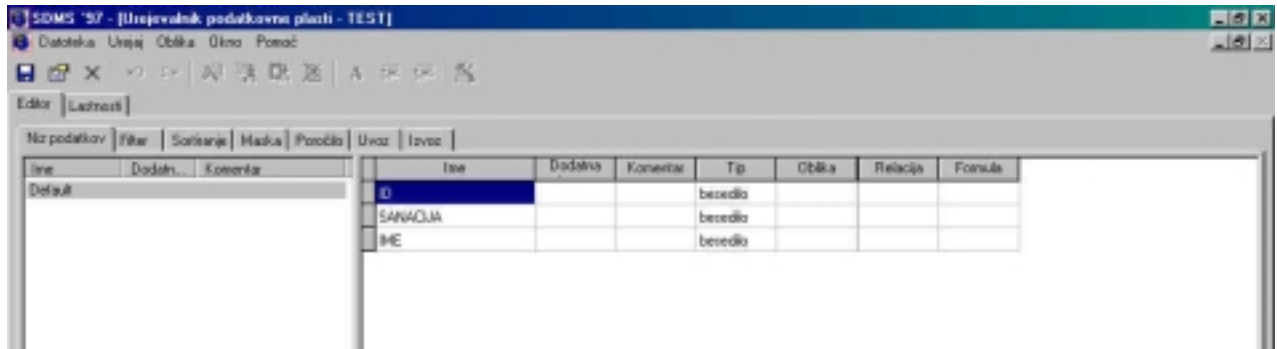 SDMS '97 - [Urejevalnik podatkovne plasti - TEST]
Datoteka Urejaj Oblika Okno Pomoč
Editor Lastnosti
Niz podatkov Filter Sortiranje Maska Poročilo Uvoz Izvoz
Ime Dodatn... Komentar
Ime Dodatna Komentar Tip Oblika Relacija Formula
Default
ID besedilo
SANACIJA besedilo
IME besedilo